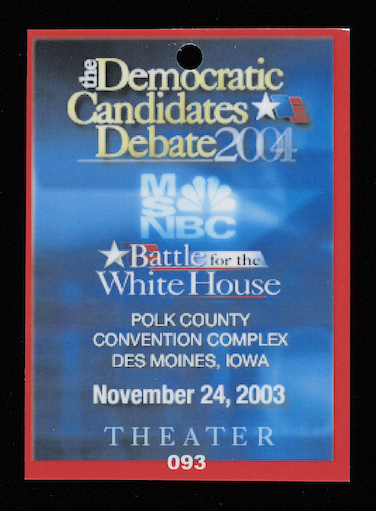 the Democratic
Candidates
Debate 2004
MSNBC
Battle for the
White House
POLK COUNTY
CONVENTION COMPLEX
DES MOINES, IOWA
November 24, 2003
THEATER
093